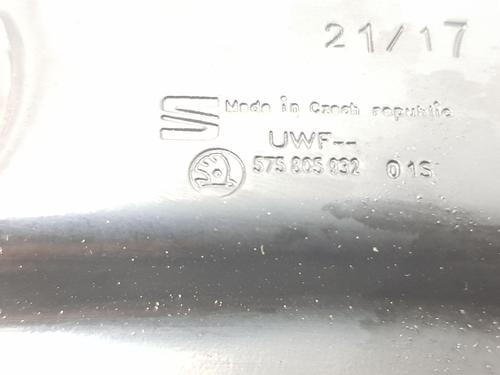 21/17
Made in Czech republic
UWF--
575 805 932 01S